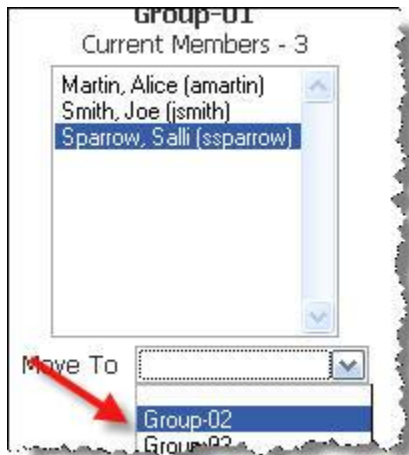 Group-01
Current Members - 3
Martin, Alice (amartin)
Smith, Joe (jsmith)
Sparrow, Salli (ssparrow)
Move To
Group-02